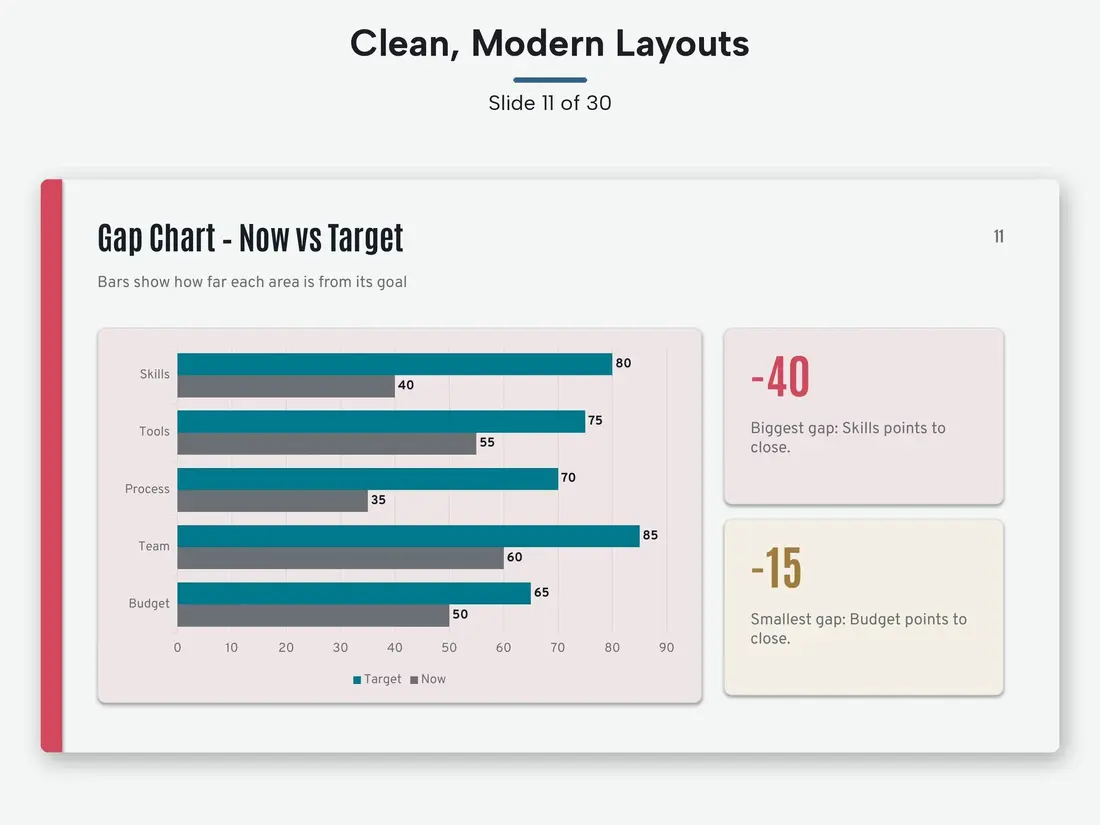 Clean, Modern Layouts
Slide 11 of 30
Gap Chart - Now vs Target
11
Bars show how far each area is from its goal
Skills
80
40
Tools
75
55
Process
70
35
Team
85
60
Budget
65
50
0 10 20 30 40 50 60 70 80 90
Target Now
-40
Biggest gap: Skills points to
close.
-15
Smallest gap: Budget points to
close.